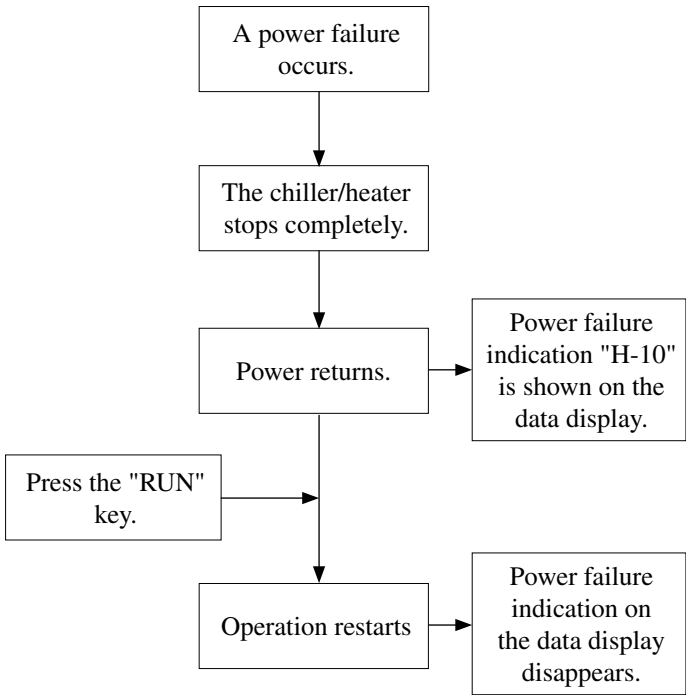 A power failure
occurs.
The chiller/heater
stops completely.
Power returns.
Power failure
indication "H-10"
is shown on the
data display.
Press the "RUN"
key.
Operation restarts
Power failure
indication on
the data display
disappears.